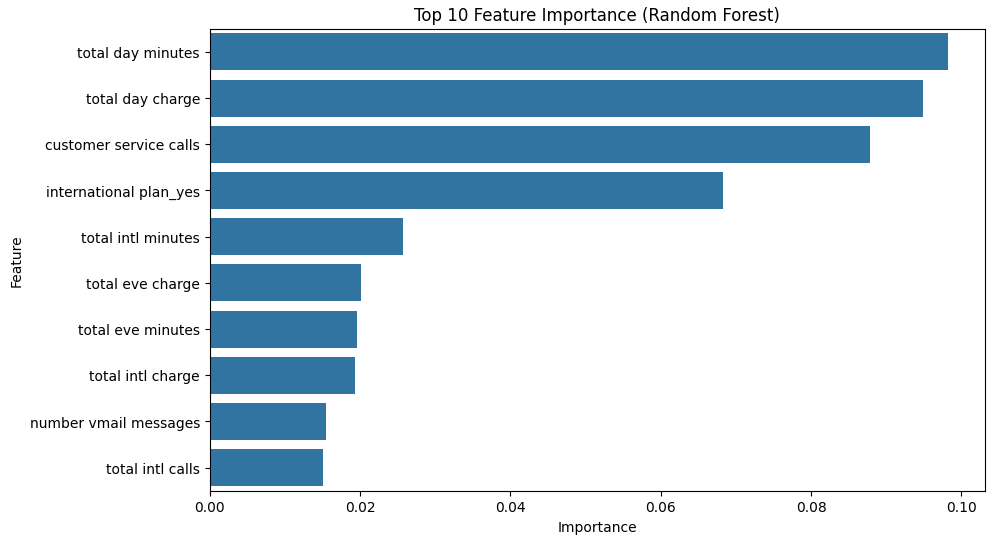 Top 10 Feature Importance (Random Forest)
Feature
total day minutes
total day charge
customer service calls
international plan_yes
total intl minutes
total eve charge
total eve minutes
total intl charge
number vmail messages
total intl calls
0.00 0.02 0.04 0.06 0.08 0.10
Importance